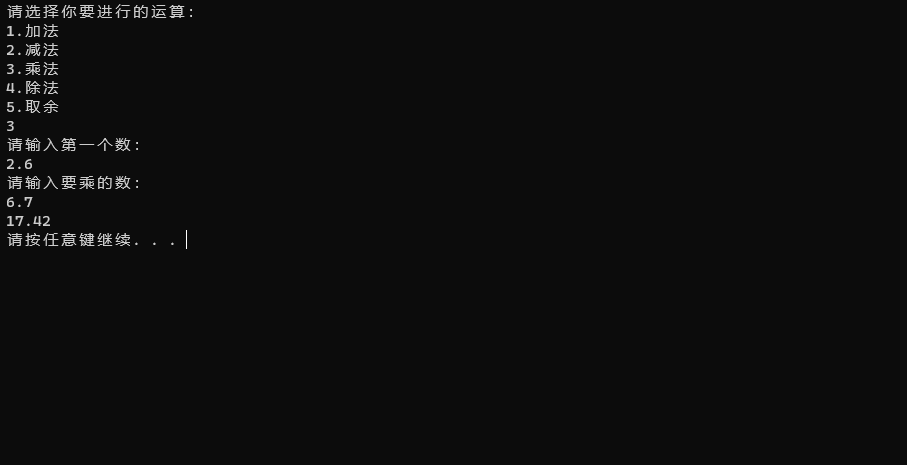 请选择你要进行的运算:
1.加法
2.减法
3.乘法
4.除法
5.取余
3
请输入第一个数:
2.6
请输入要乘的数:
6.7
17.42
请按任意键继续. . .